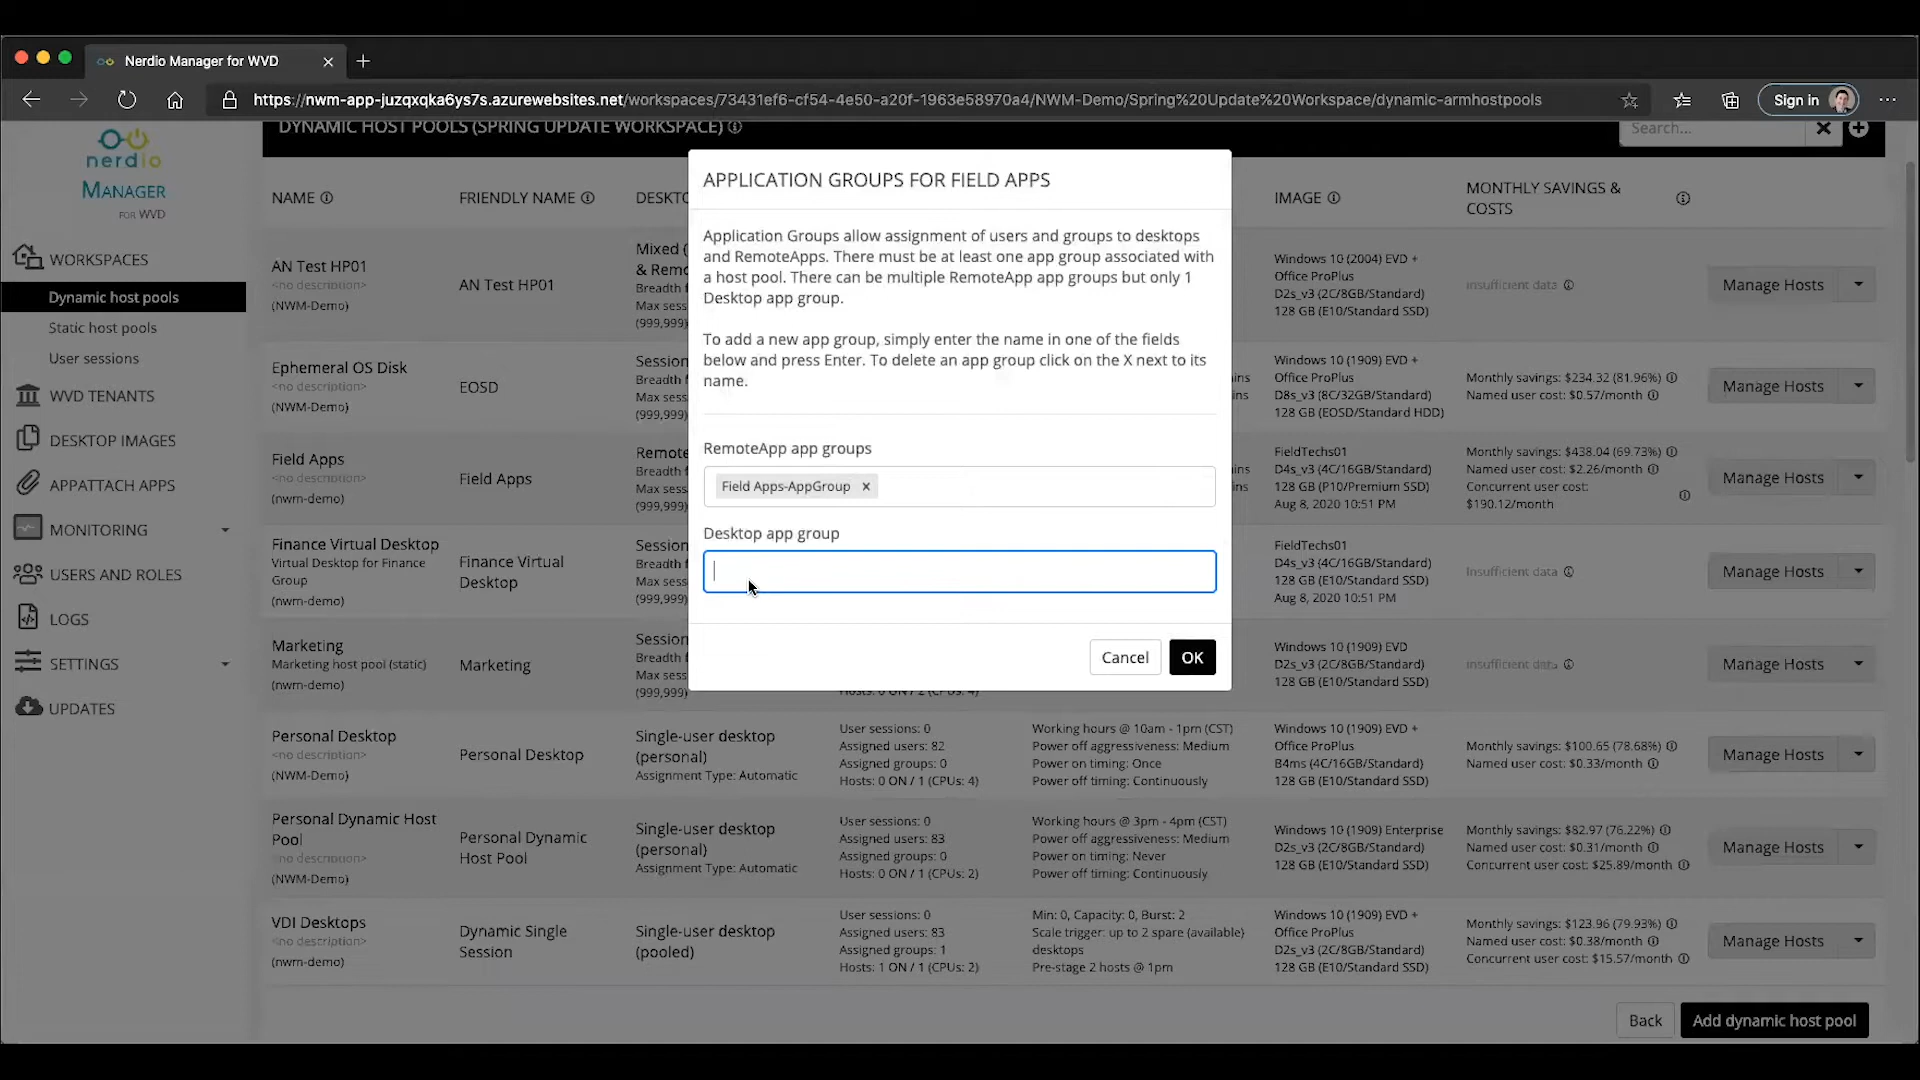 Nerdio Manager for WVD
https://nwm-app-juzqxqka6ys7s.azurewebsites.net/workspaces/73431ef6-cf54-4e50-a20f-1963e58970a4/NWM-Demo/Spring%20Update%20Workspace/dynamic-armhostpools
Sign in
nerdio
MANAGER
FOR WVD
WORKSPACES
Dynamic host pools
Static host pools
User sessions
WVD TENANTS
DESKTOP IMAGES
APPATTACH APPS
MONITORING
USERS AND ROLES
LOGS
SETTINGS
UPDATES
DYNAMIC HOST POOLS (SPRING UPDATE WORKSPACE)
Search...
NAME
FRIENDLY NAME
DESKTO
IMAGE
MONTHLY SAVINGS &
COSTS
AN Test HP01
<no description>
(NWM-Demo)
AN Test HP01
Mixed (
& Remo
Breadth f
Max sess
(999,999)
Windows 10 (2004) EVD +
Office ProPlus
D2s_v3 (2C/8GB/Standard)
128 GB (E10/Standard SSD)
insufficient data
Manage Hosts
Ephemeral OS Disk
<no description>
(NWM-Demo)
EOSD
Session
Breadth f
Max sess
(999,999)
ins
ns
Windows 10 (1909) EVD +
Office ProPlus
D8s_v3 (8C/32GB/Standard)
128 GB (EOSD/Standard HDD)
Monthly savings: $234.32 (81.96%)
Named user cost: $0.57/month
Manage Hosts
Field Apps
<no description>
(nwm-demo)
Field Apps
Remote
Breadth f
Max sess
(999,999)
ins
ns
FieldTechs01
D4s_v3 (4C/16GB/Standard)
128 GB (P10/Premium SSD)
Aug 8, 2020 10:51 PM
Monthly savings: $438.04 (69.73%)
Named user cost: $2.26/month
Concurrent user cost:
$190.12/month
Manage Hosts
Finance Virtual Desktop
Virtual Desktop for Finance
Group
(nwm-demo)
Finance Virtual
Desktop
Session
Breadth f
Max sess
(999,999)
FieldTechs01
D4s_v3 (4C/16GB/Standard)
128 GB (E10/Standard SSD)
Aug 8, 2020 10:51 PM
Insufficient data
Manage Hosts
Marketing
Marketing host pool (static)
(nwm-demo)
Marketing
Session
Breadth f
Max sess
(999,999)
Hosts: 0 ON / 2 (CPUs: 4)
Windows 10 (1909) EVD
D2s_v3 (2C/8GB/Standard)
128 GB (E10/Standard SSD)
insufficient data
Manage Hosts
Personal Desktop
<no description>
(NWM-Demo)
Personal Desktop
Single-user desktop
(personal)
Assignment Type: Automatic
User sessions: 0
Assigned users: 82
Assigned groups: 0
Hosts: 0 ON / 1 (CPUs: 4)
Working hours @ 10am - 1pm (CST)
Power off aggressiveness: Medium
Power on timing: Once
Power off timing: Continuously
Windows 10 (1909) EVD +
Office ProPlus
B4ms (4C/16GB/Standard)
128 GB (E10/Standard SSD)
Monthly savings: $100.65 (78.68%)
Named user cost: $0.33/month
Manage Hosts
Personal Dynamic Host
Pool
<no description>
(NWM-Demo)
Personal Dynamic
Host Pool
Single-user desktop
(personal)
Assignment Type: Automatic
User sessions: 0
Assigned users: 83
Assigned groups: 0
Hosts: 0 ON / 1 (CPUs: 2)
Working hours @ 3pm - 4pm (CST)
Power off aggressiveness: Medium
Power on timing: Never
Power off timing: Continuously
Windows 10 (1909) Enterprise
D2s_v3 (2C/8GB/Standard)
128 GB (E10/Standard SSD)
Monthly savings: $82.97 (76.22%)
Named user cost: $0.31/month
Concurrent user cost: $25.89/month
Manage Hosts
VDI Desktops
<no description>
(nwm-demo)
Dynamic Single
Session
Single-user desktop
(pooled)
User sessions: 0
Assigned users: 83
Assigned groups: 1
Hosts: 1 ON / 1 (CPUs: 2)
Min: 0, Capacity: 0, Burst: 2
Scale trigger: up to 2 spare (available)
desktops
Pre-stage 2 hosts @ 1pm
Windows 10 (1909) EVD +
Office ProPlus
D2s_v3 (2C/8GB/Standard)
128 GB (E10/Standard SSD)
Monthly savings: $123.96 (79.93%)
Named user cost: $0.38/month
Concurrent user cost: $15.57/month
Manage Hosts
Back
Add dynamic host pool
APPLICATION GROUPS FOR FIELD APPS
Application Groups allow assignment of users and groups to desktops
and RemoteApps. There must be at least one app group associated with
a host pool. There can be multiple RemoteApp app groups but only 1
Desktop app group.
To add a new app group, simply enter the name in one of the fields
below and press Enter. To delete an app group click on the X next to its
name.
RemoteApp app groups
Field Apps-AppGroup ×
Desktop app group
Cancel
OK